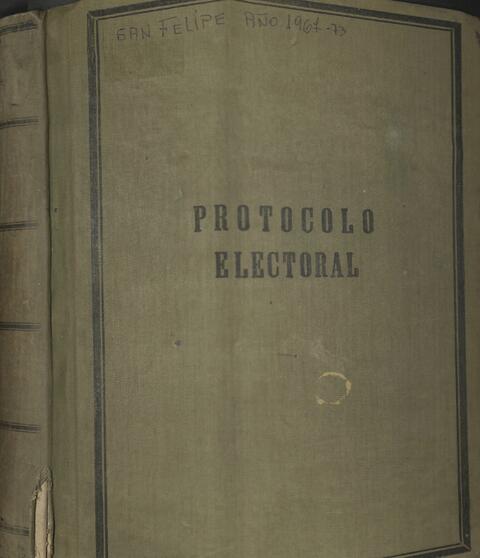 SAN FELIPE AÑO 1967-73
PROTOCOLO
ELECTORAL